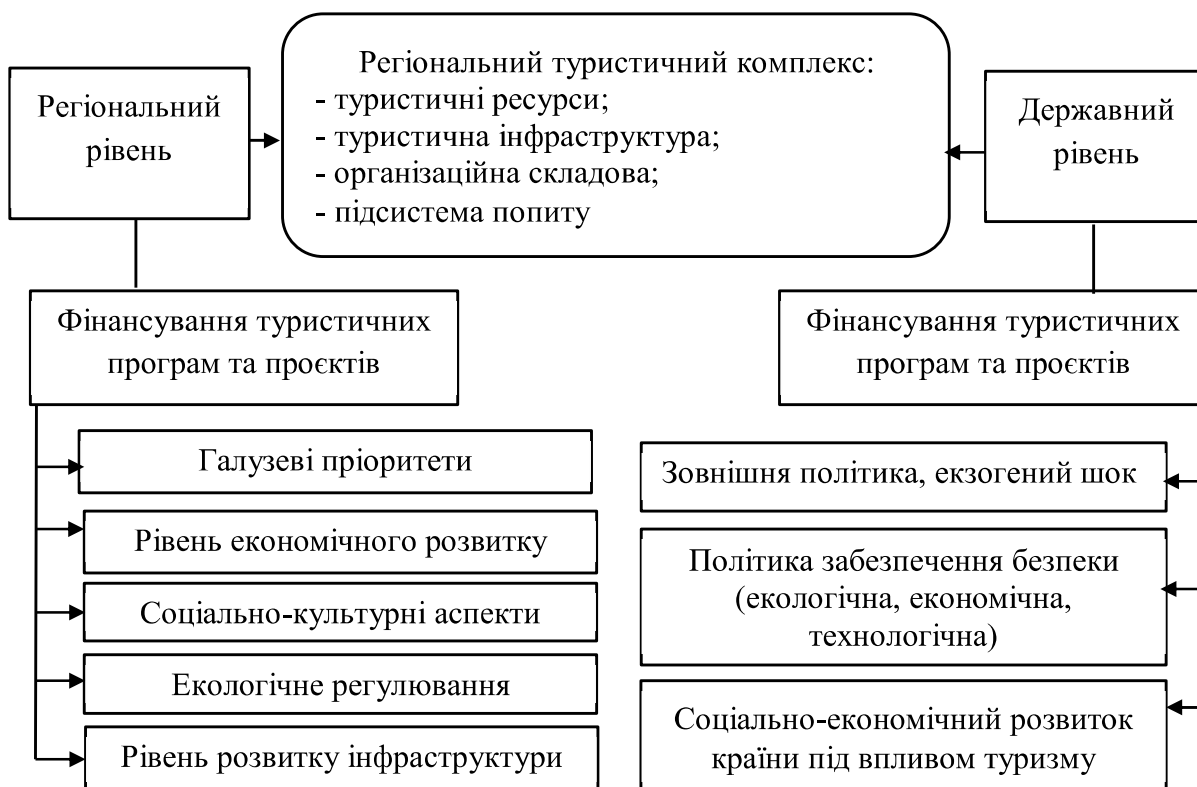 Регіональний туристичний комплекс:
- туристичні ресурси;
- туристична інфраструктура;
- організаційна складова;
- підсистема попиту
Регіональний
рівень
Державний
рівень
Фінансування туристичних
програм та проєктів
Фінансування туристичних
програм та проєктів
Галузеві пріоритети
Рівень економічного розвитку
Соціально-культурні аспекти
Екологічне регулювання
Рівень розвитку інфраструктури
Зовнішня політика, екзогений шок
Політика забезпечення безпеки
(екологічна, економічна,
технологічна)
Соціально-економічний розвиток
країни під впливом туризму